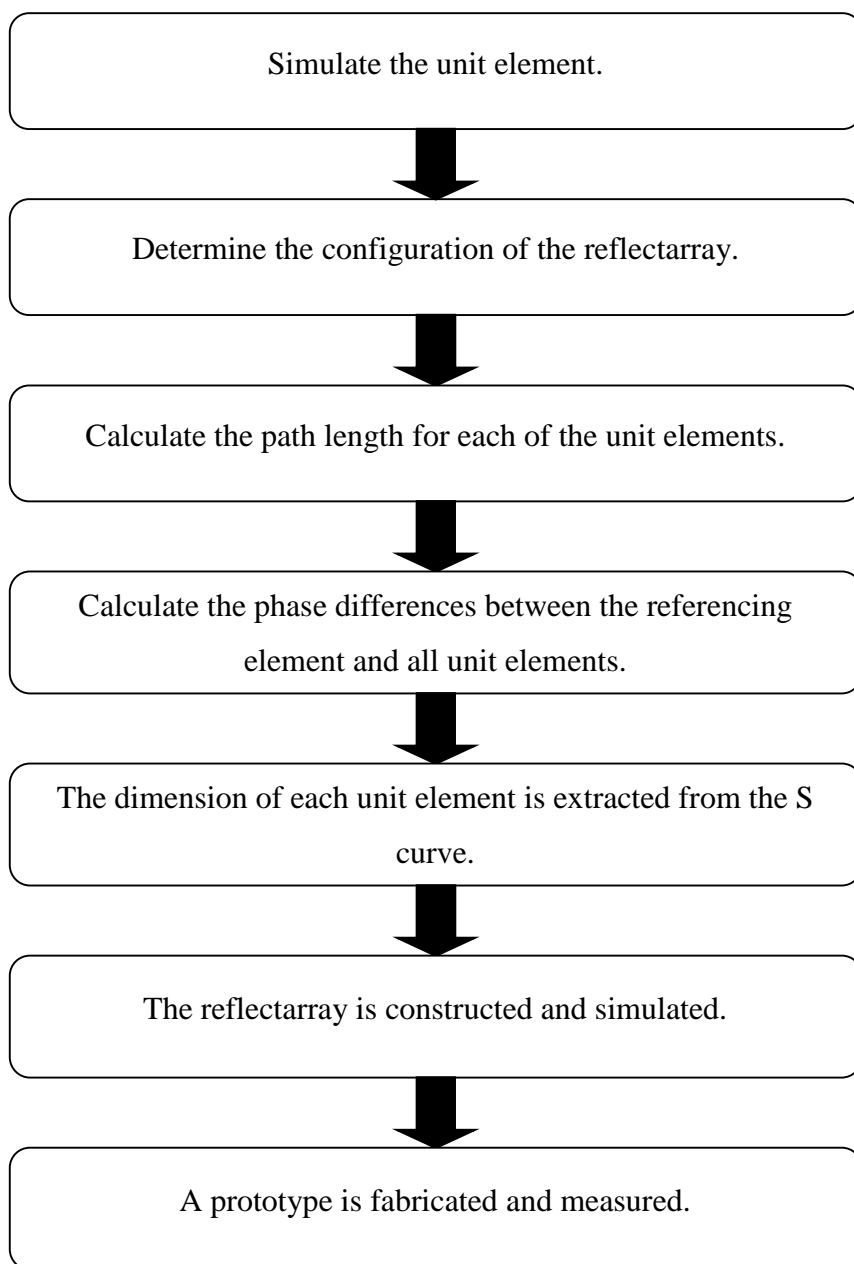 Simulate the unit element.
Determine the configuration of the reflectarray.
Calculate the path length for each of the unit elements.
Calculate the phase differences between the referencing
element and all unit elements.
The dimension of each unit element is extracted from the S
curve.
The reflectarray is constructed and simulated.
A prototype is fabricated and measured.